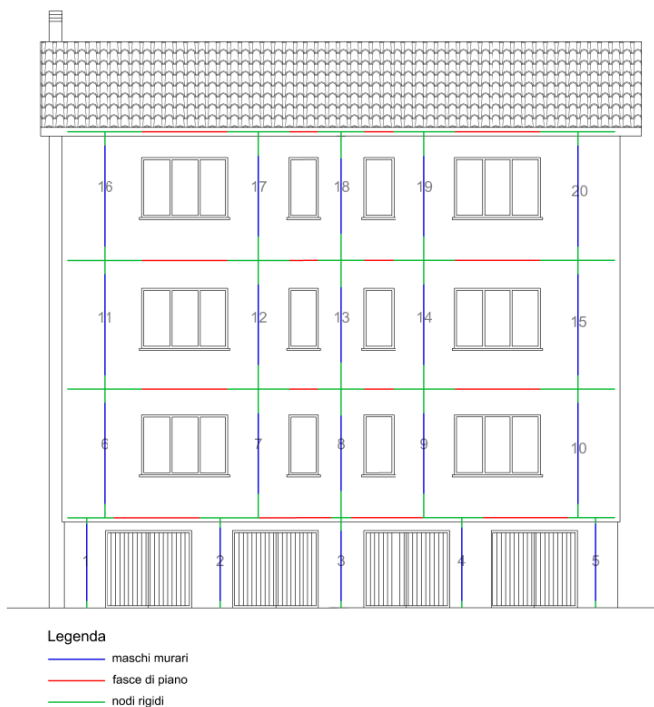 16 17 18 19 20
11 12 13 14 15
6 7 8 9 10
1 2 3 4 5
Legenda
maschi murari
fasce di piano
nodi rigidi